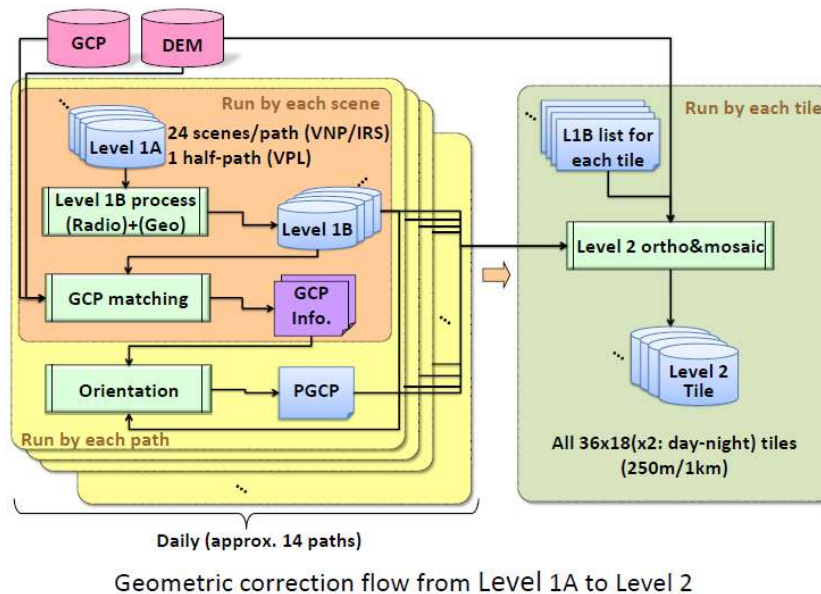 GCP
DEM
Run by each scene
Level 1A
24 scenes/path (VNP/IRS)
1 half-path (VPL)
Level 1B process
(Radio)+(Geo)
Level 1B
GCP matching
GCP
Info.
Orientation
PGCP
Run by each path
Daily (approx. 14 paths)
Run by each tile
L1B list for
each tile
Level 2 ortho&mosaic
Level 2
Tile
All 36x18(x2: day-night) tiles
(250m/1km)
Geometric correction flow from Level 1A to Level 2